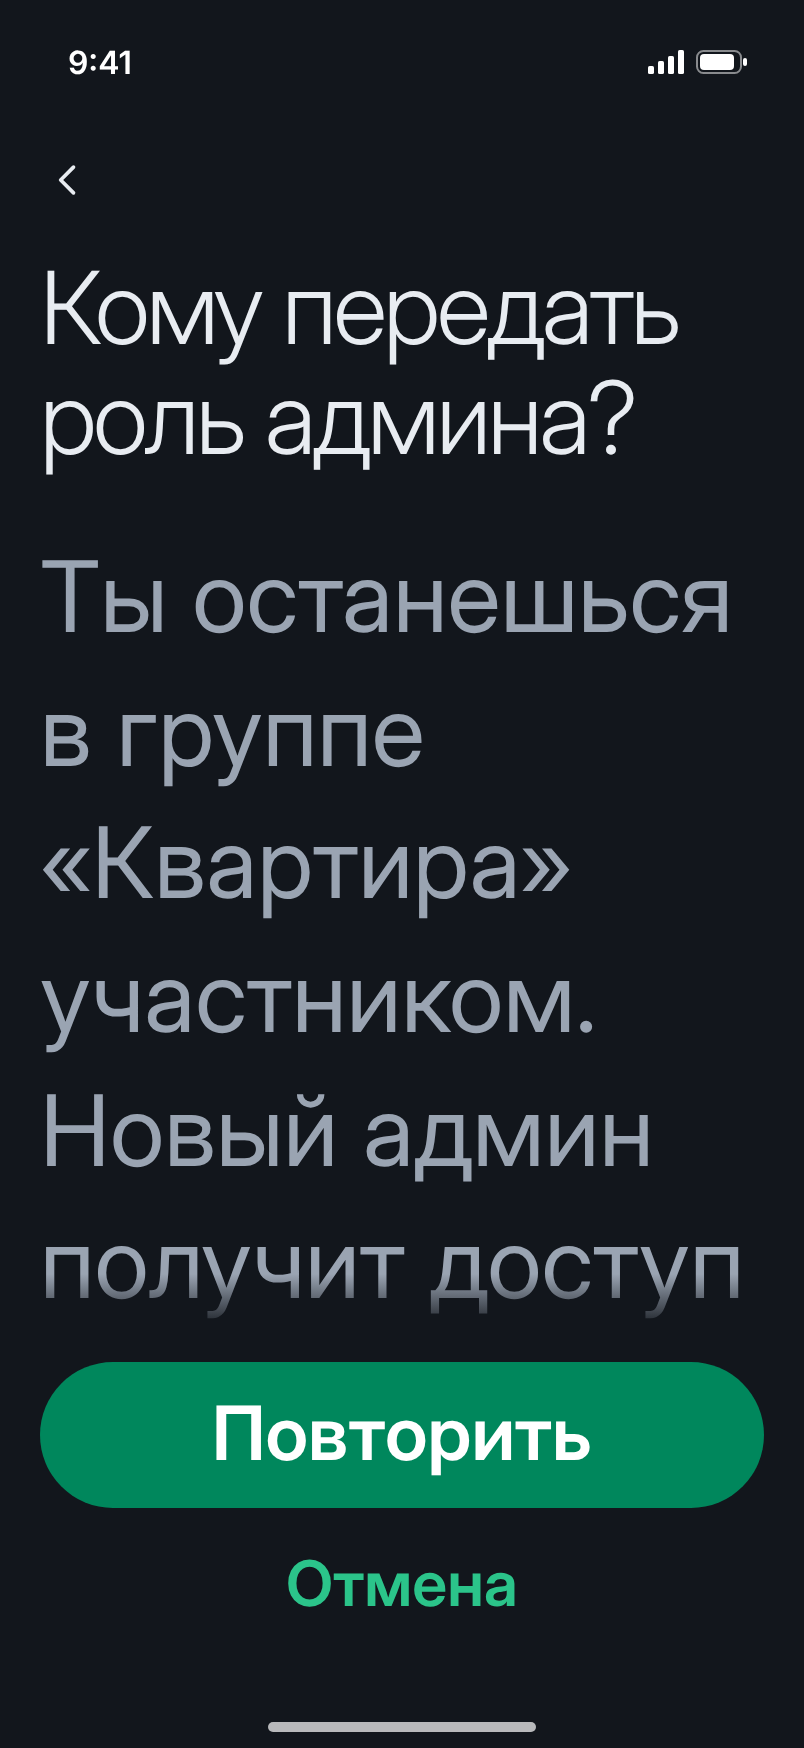 9:41
Кому передать
роль админа?
Ты останешься
в группе
«Квартира»
участником.
Новый админ
получит доступ
Повторить
Отмена